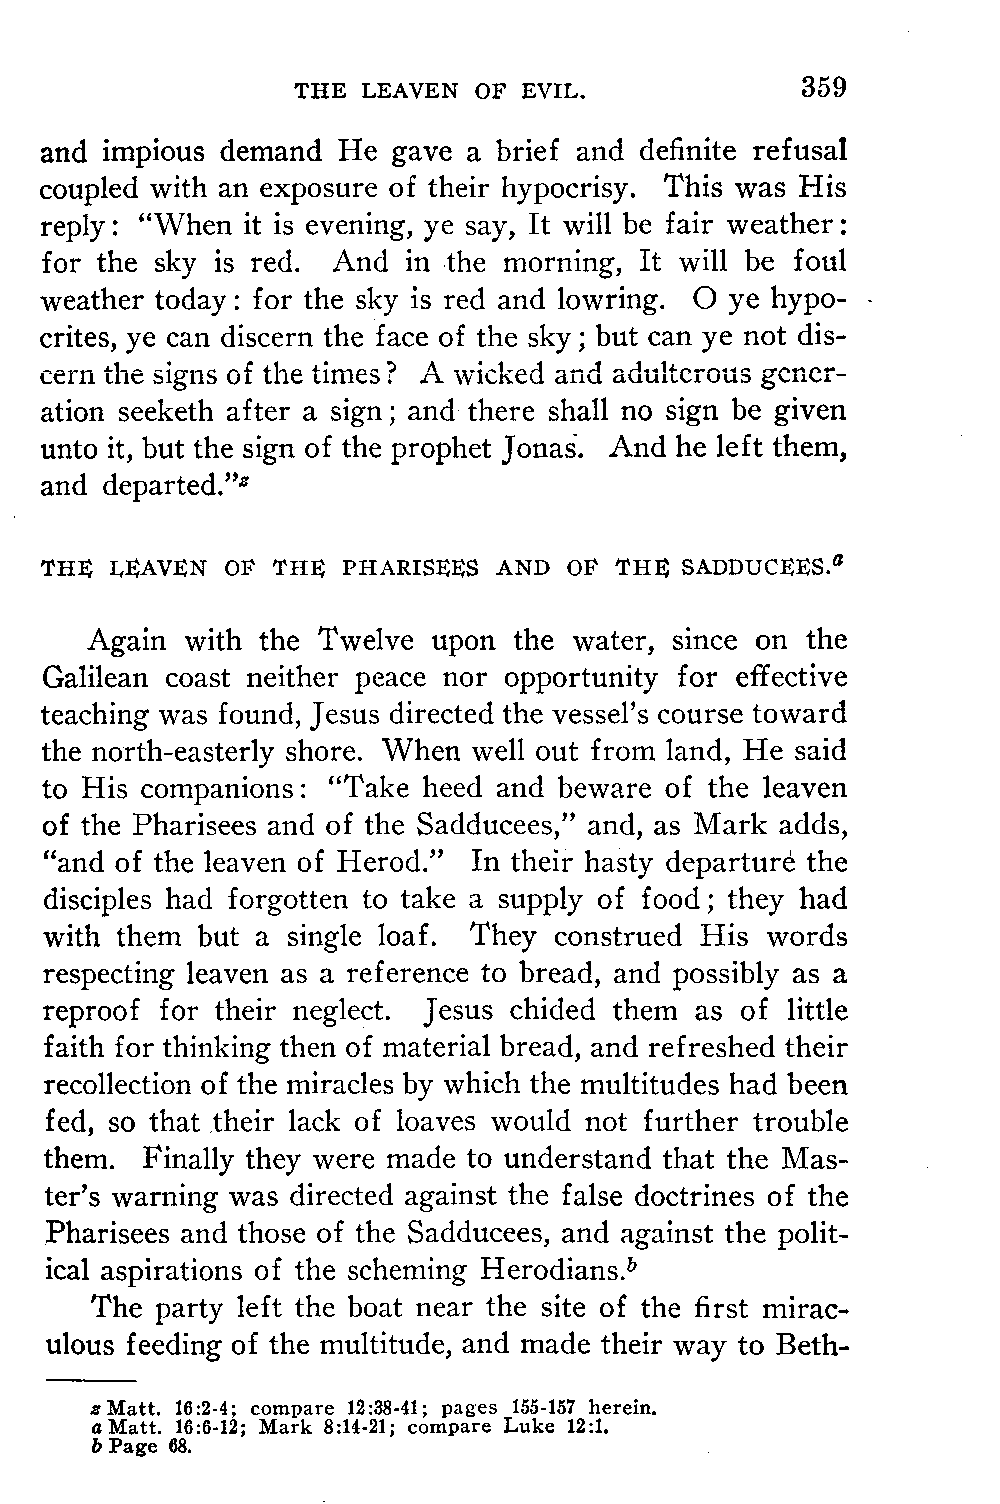 THE LEAVEN OF EVIL. 359
and impious demand He gave a brief and definite refusal
coupled with an exposure of their hypocrisy. This was His
reply: “When it is evening, ye say, It will be fair weather:
for the sky is red. And in the morning, It will be foul
weather today: for the sky is red and lowring. O ye hypo-
crites, ye can discern the face of the sky; but can ye not dis-
cern the signs of the times? A wicked and adulterous gener-
ation seeketh after a sign; and there shall no sign be given
unto it, but the sign of the prophet Jonas. And he left them,
and departed.”z
THE LEAVEN OF THE PHARISEES AND OF THE SADDUCEES.a
Again with the Twelve upon the water, since on the
Galilean coast neither peace nor opportunity for effective
teaching was found, Jesus directed the vessel’s course toward
the north-easterly shore. When well out from land, He said
to His companions: “Take heed and beware of the leaven
of the Pharisees and of the Sadducees,” and, as Mark adds,
“and of the leaven of Herod.” In their hasty departure the
disciples had forgotten to take a supply of food; they had
with them but a single loaf. They construed His words
respecting leaven as a reference to bread, and possibly as a
reproof for their neglect. Jesus chided them as of little
faith for thinking then of material bread, and refreshed their
recollection of the miracles by which the multitudes had been
fed, so that their lack of loaves would not further trouble
them. Finally they were made to understand that the Mas-
ter’s warning was directed against the false doctrines of the
Pharisees and those of the Sadducees, and against the polit-
ical aspirations of the scheming Herodians.b
The party left the boat near the site of the first mirac-
ulous feeding of the multitude, and made their way to Beth-
z Matt. 16:2-4; compare 12:38-41; pages 155-157 herein.
a Matt. 16:6-12; Mark 8:14-21; compare Luke 12:1.
b Page 68.